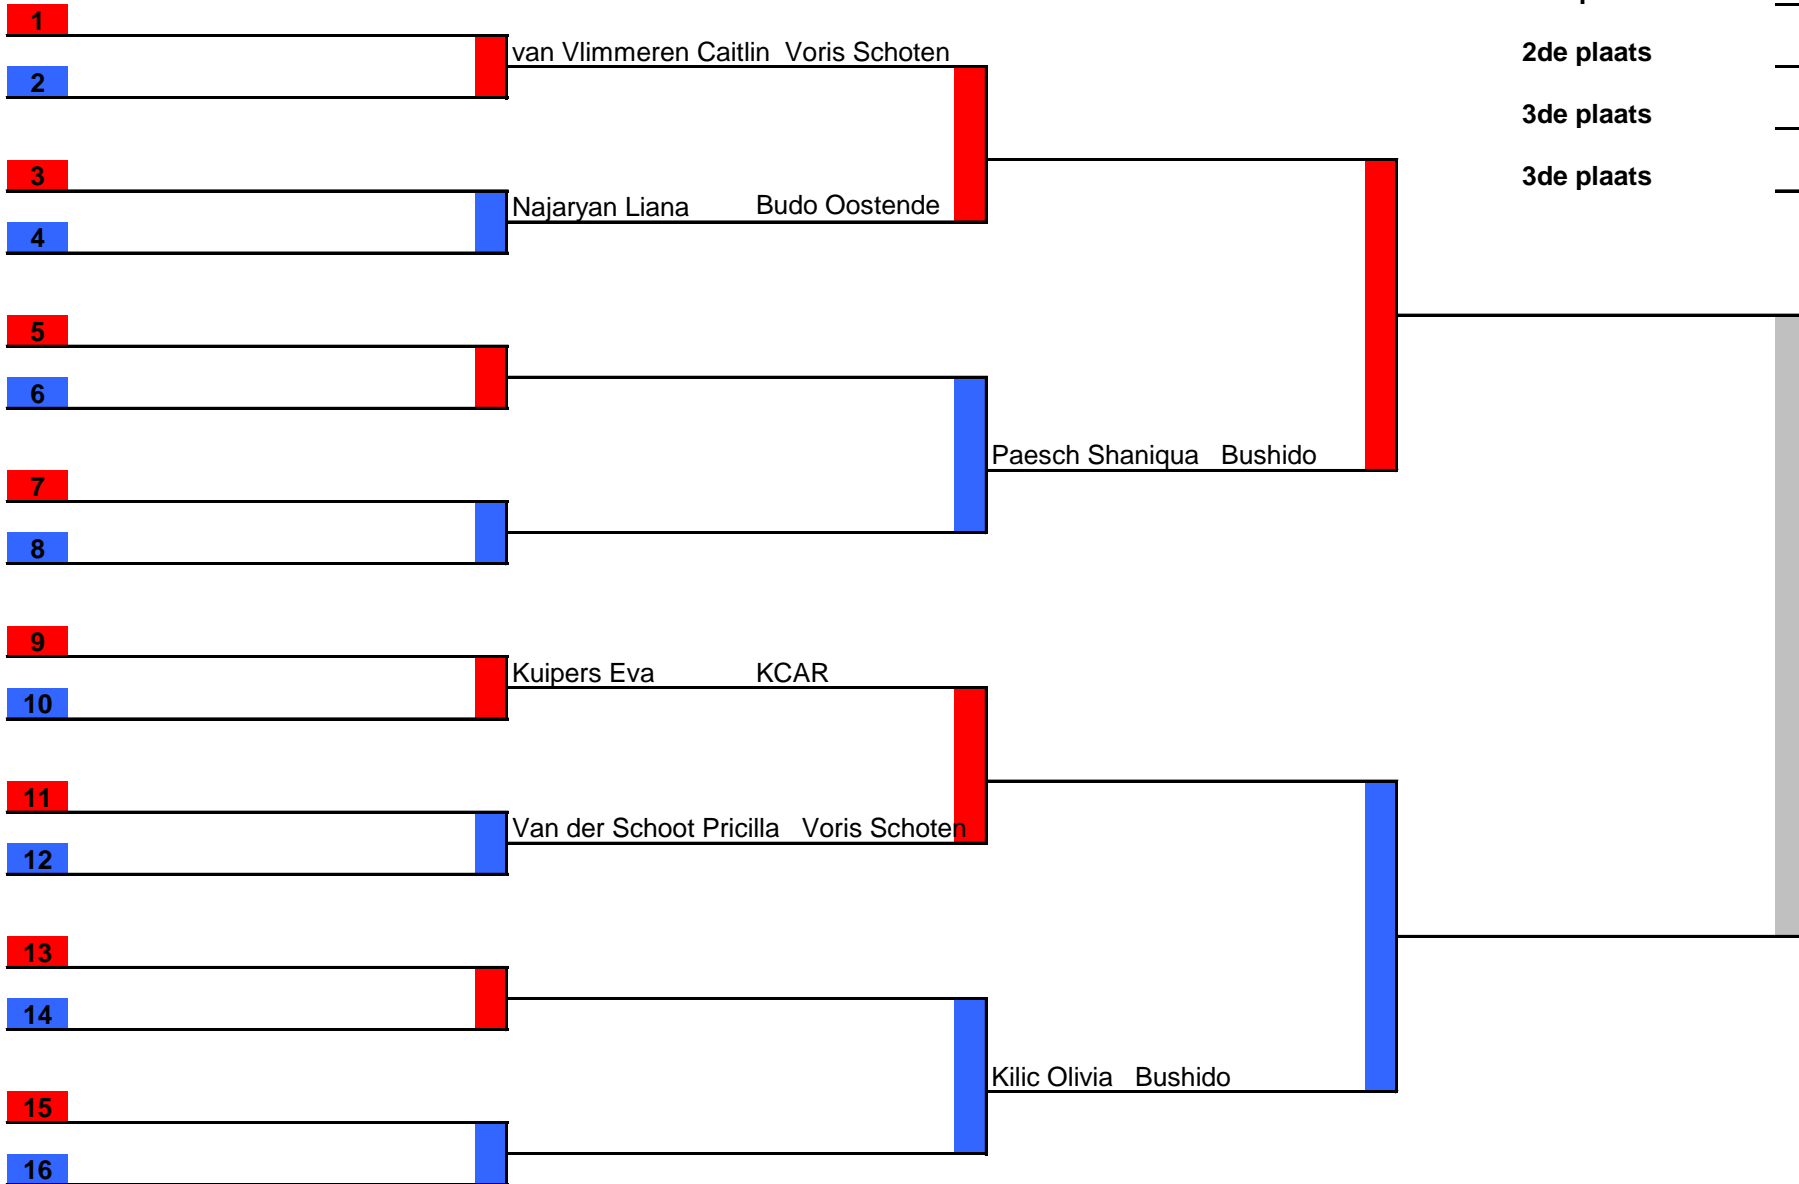 1
van Vlimmeren Caitlin Voris Schoten
2de plaats
2
3de plaats
3
3de plaats
Najaryan Liana Budo Oostende
4
5
6
Paesch Shaniqua Bushido
7
8
9
Kuipers Eva KCAR
10
11
Van der Schoot Pricilla Voris Schoten
12
13
14
Kilic Olivia Bushido
15
16